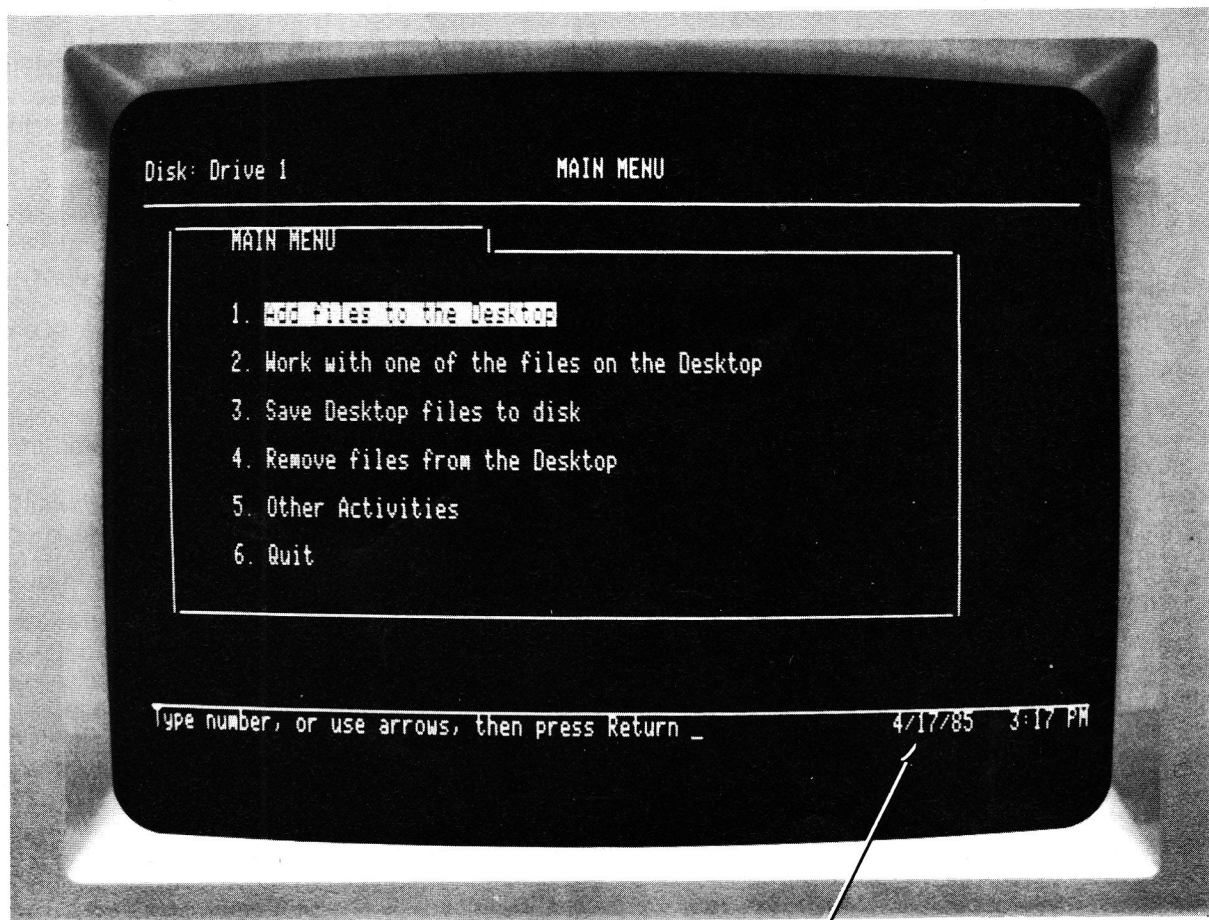 Disk: Drive 1 MAIN MENU
MAIN MENU
1. Add files to the Desktop
2. Work with one of the files on the Desktop
3. Save Desktop files to disk
4. Remove files from the Desktop
5. Other Activities
6. Quit
Type number, or use arrows, then press Return _ 4/17/85 3:17 PM